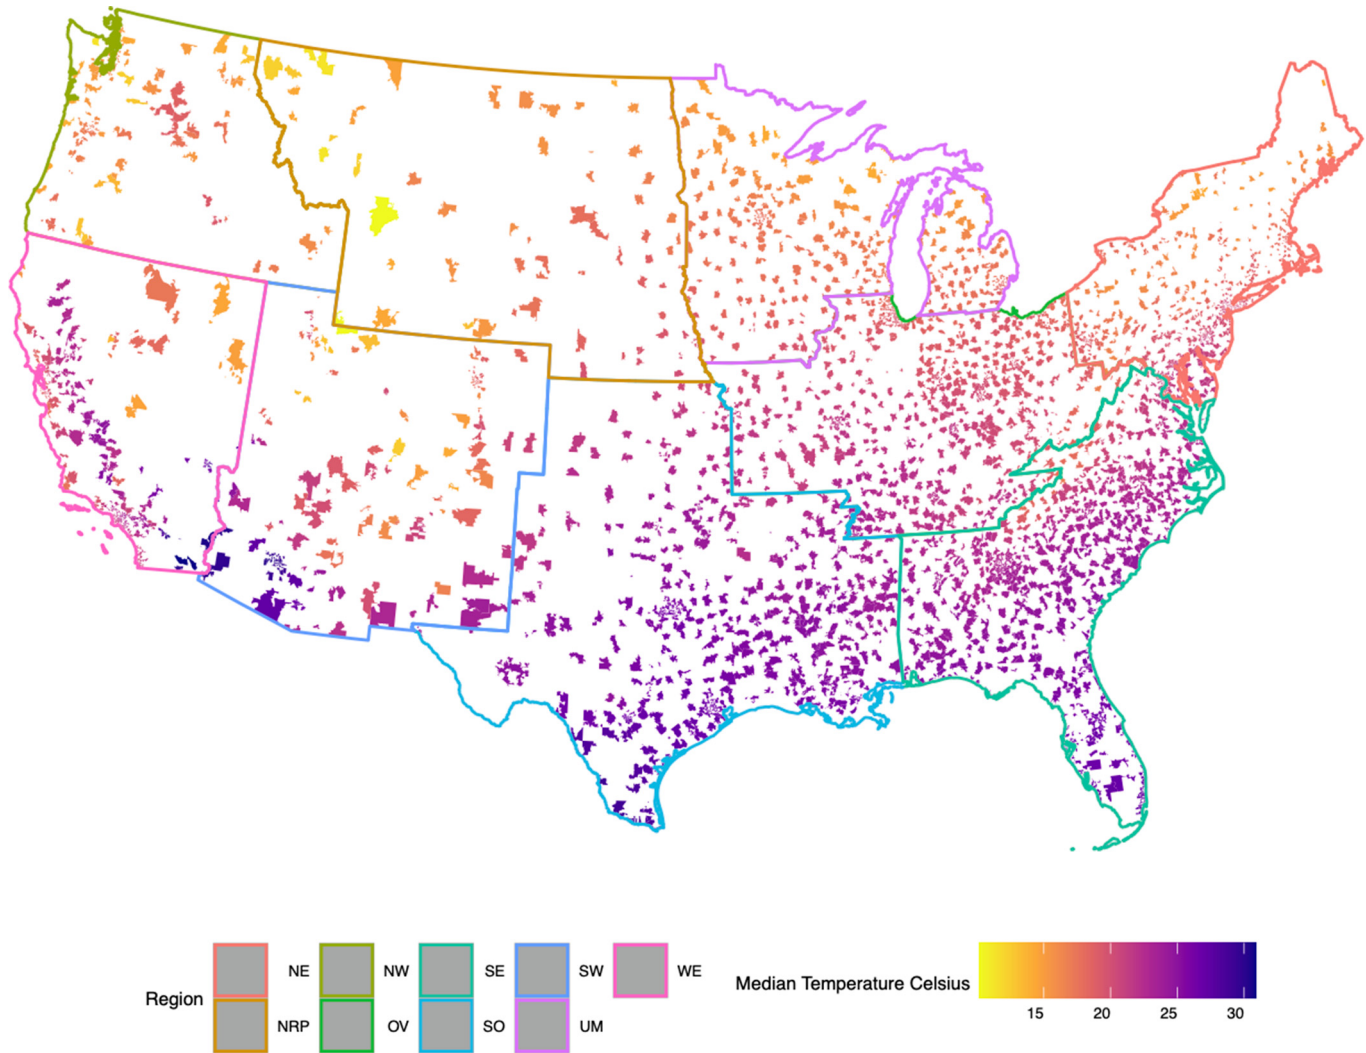 Region
NE
NW
SE
SW
WE
NRP
OV
SO
UM
Median Temperature Celsius
15
20
25
30